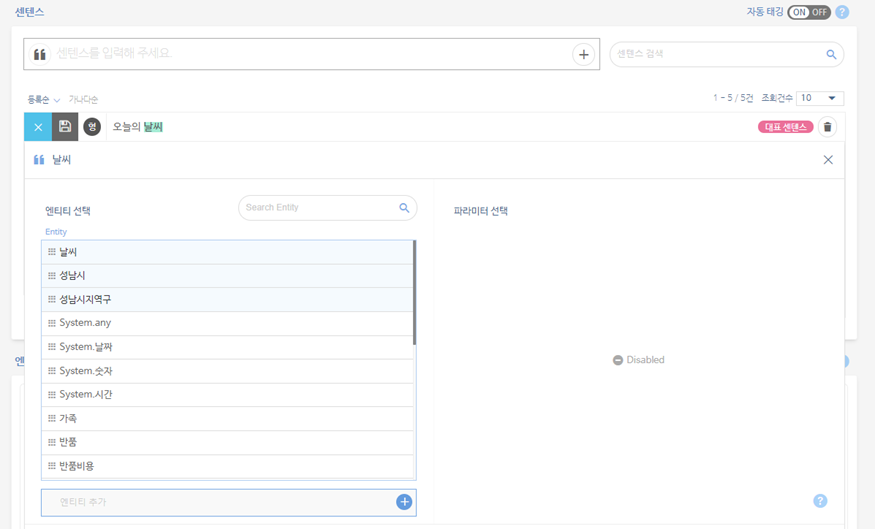 센텐스
자동 태깅 ON OFF ?
센텐스를 입력해 주세요.
센텐스 검색
등록순 가나다순
1 - 5 / 5건 조회건수 10
형 오늘의 날씨 대표 센텐스
날씨
엔티티 선택
Search Entity
파라미터 선택
Entity
날씨
성남시
성남시지역구
System.any
System.날짜
System.숫자
Disabled
System.시간
가족
반품
반품비용
엔티티 추가
?